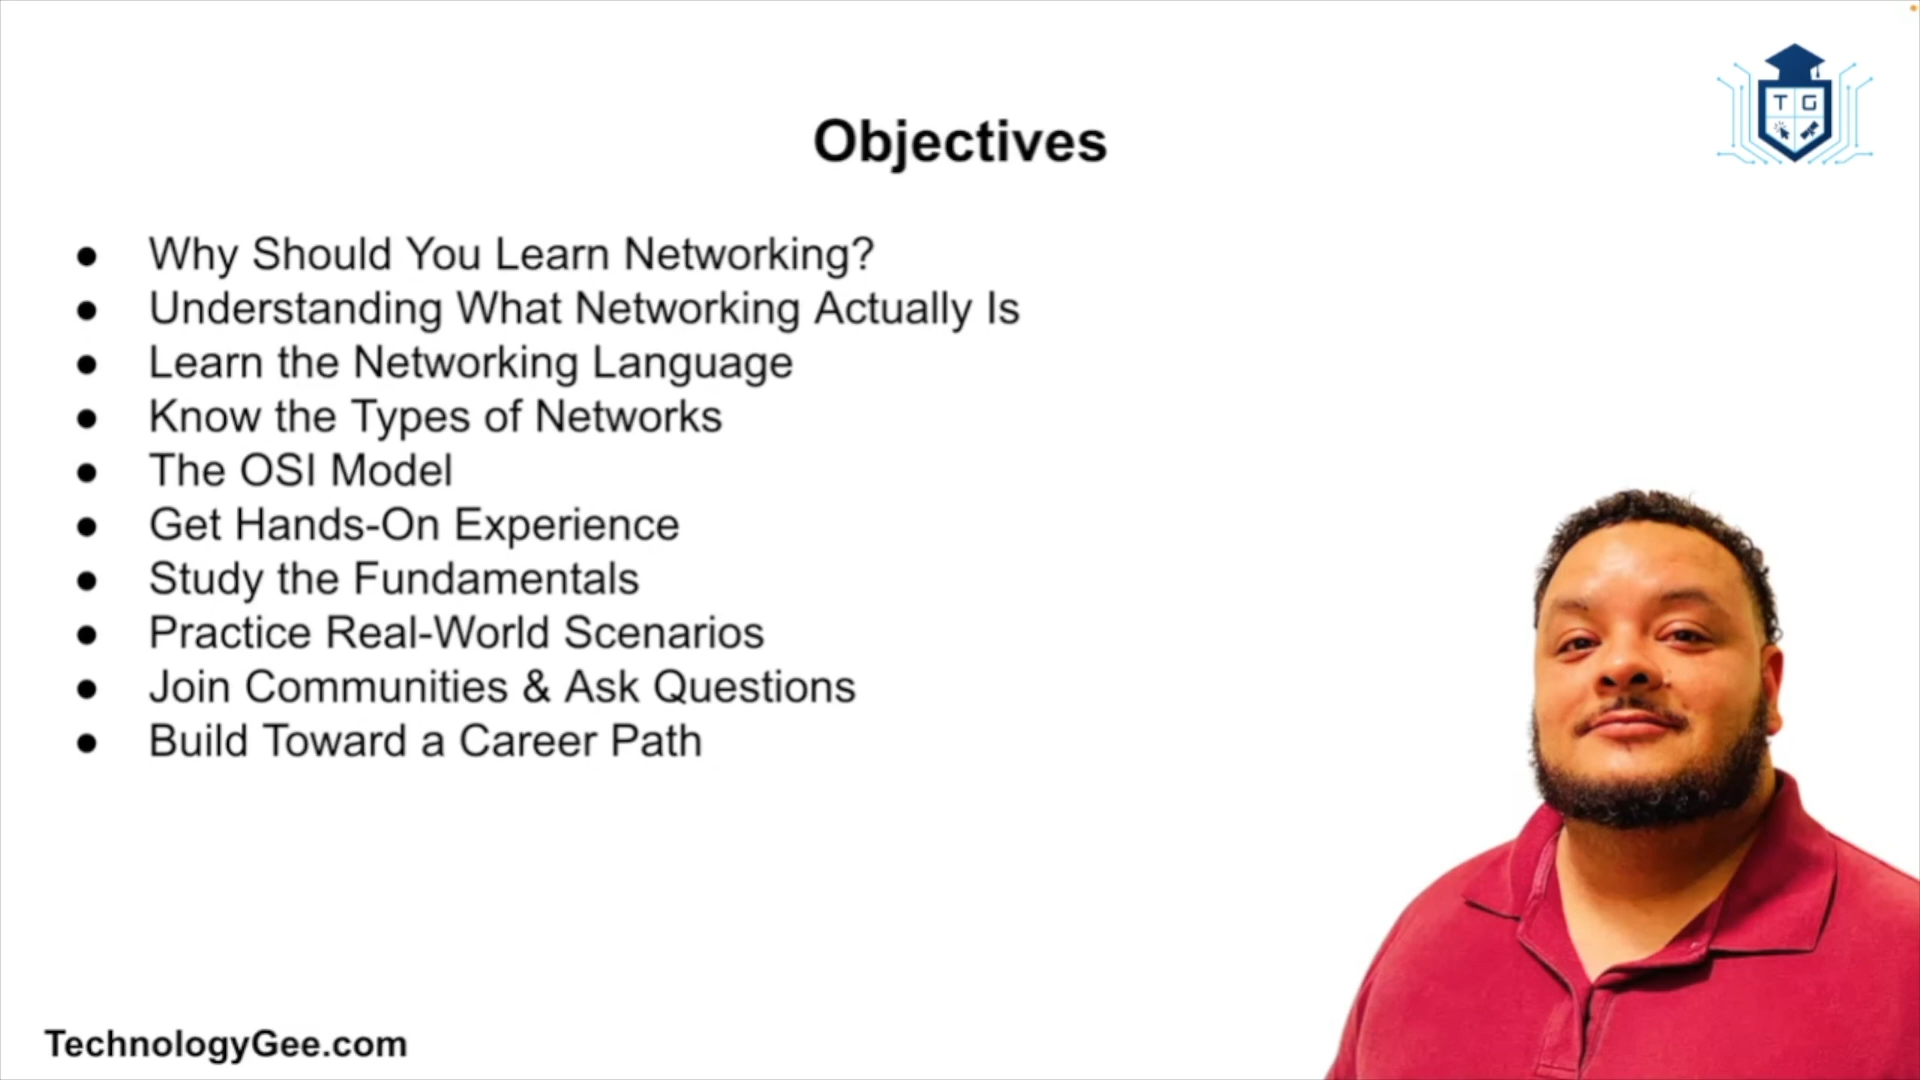 T G
Objectives
● Why Should You Learn Networking?
● Understanding What Networking Actually Is
● Learn the Networking Language
● Know the Types of Networks
● The OSI Model
● Get Hands-On Experience
● Study the Fundamentals
● Practice Real-World Scenarios
● Join Communities & Ask Questions
● Build Toward a Career Path
TechnologyGee.com